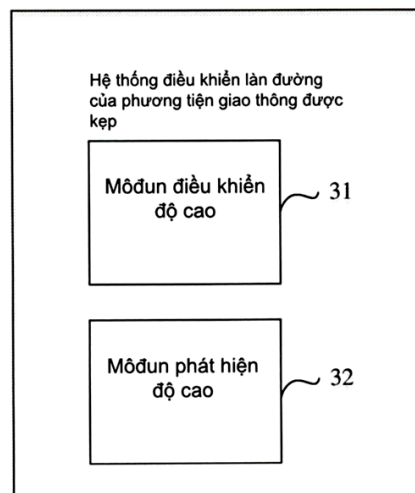 Hệ thống điều khiển làn đường
của phương tiện giao thông được
kẹp
Môđun điều khiển
độ cao
31
Môđun phát hiện
độ cao
32